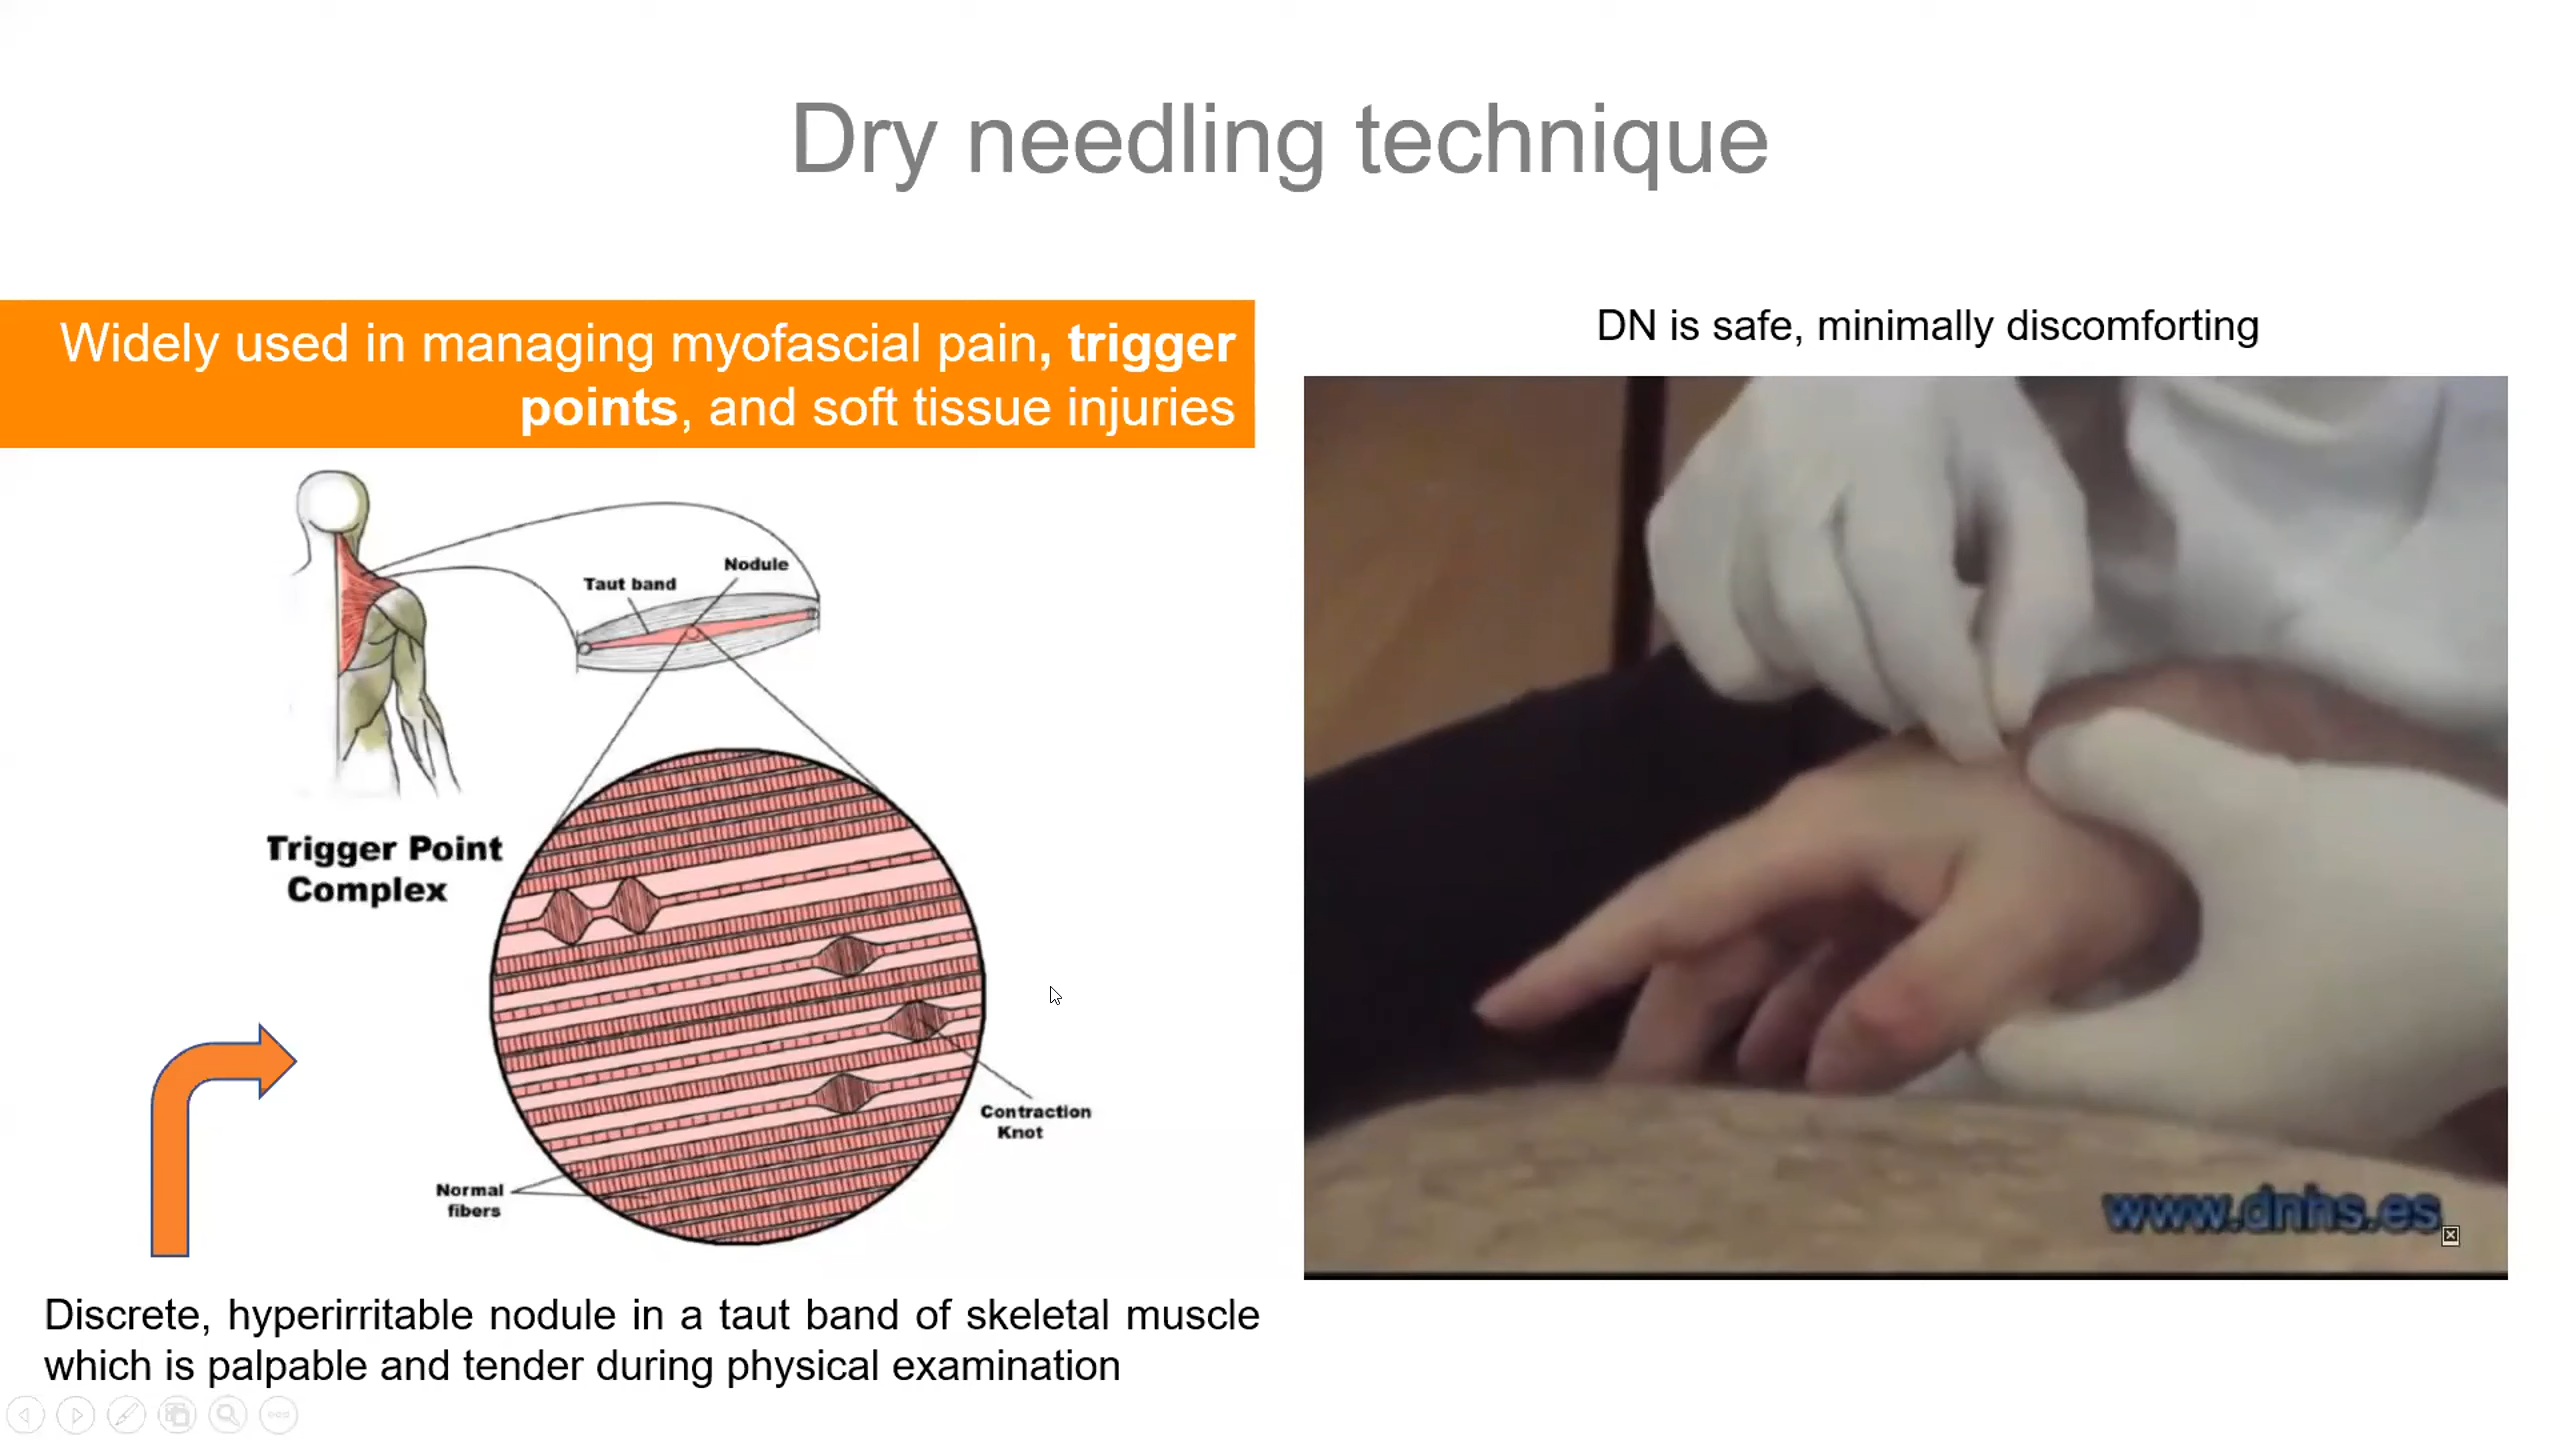 Dry needling technique
Widely used in managing myofascial pain, trigger
points, and soft tissue injuries
DN is safe, minimally discomforting
Nodule
Taut band
Trigger Point
Complex
Contraction
Knot
Normal
fibers
www.dnhs.es
Discrete, hyperirritable nodule in a taut band of skeletal muscle
which is palpable and tender during physical examination